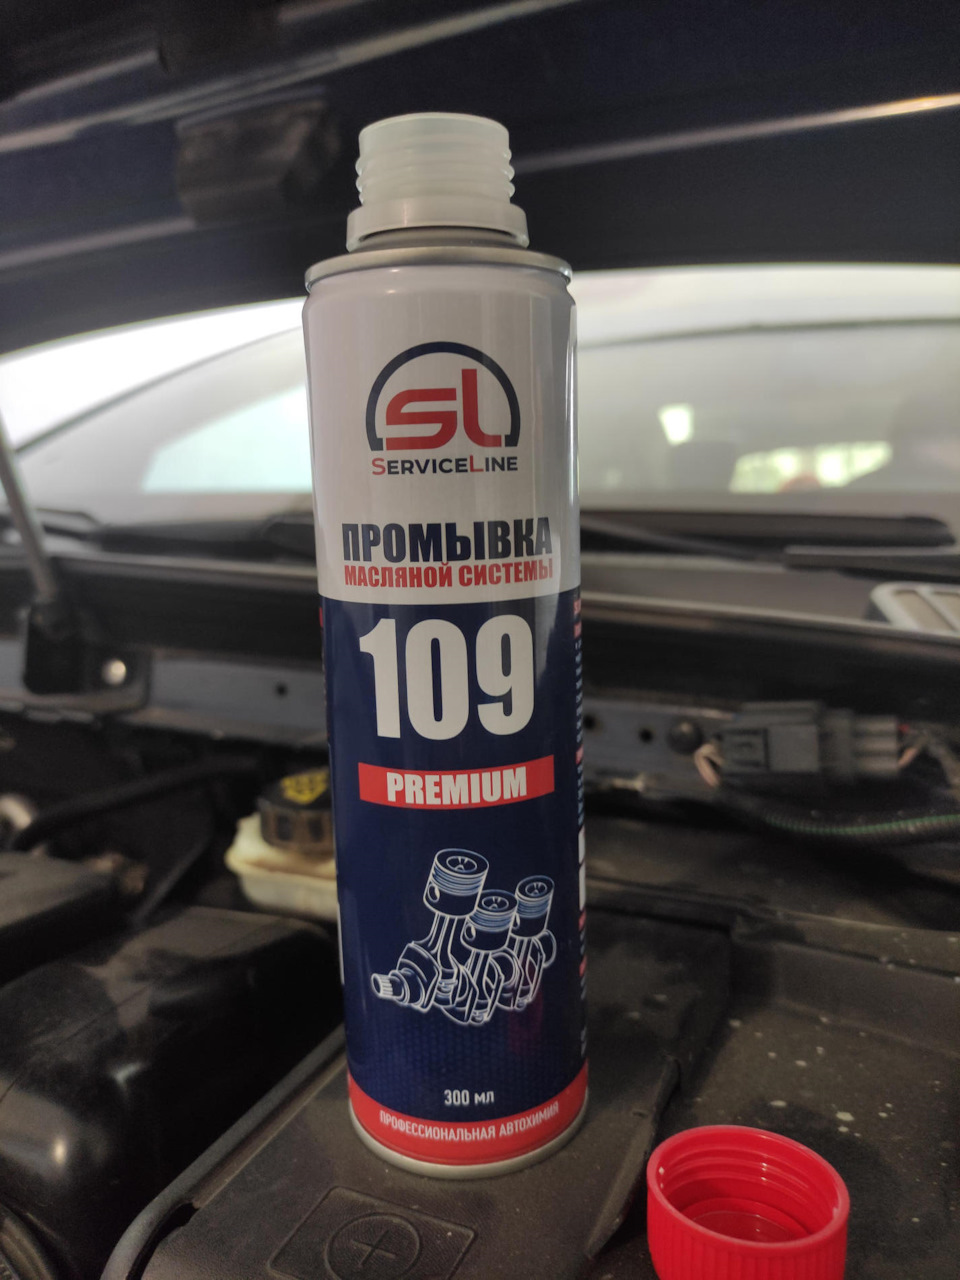 SL
SERVICELINE
ПРОМЫВКА
МАСЛЯНОЙ СИСТЕМЫ
109
PREMIUM
300 мл
ПРОФЕССИОНАЛЬНАЯ АВТОХИМИЯ